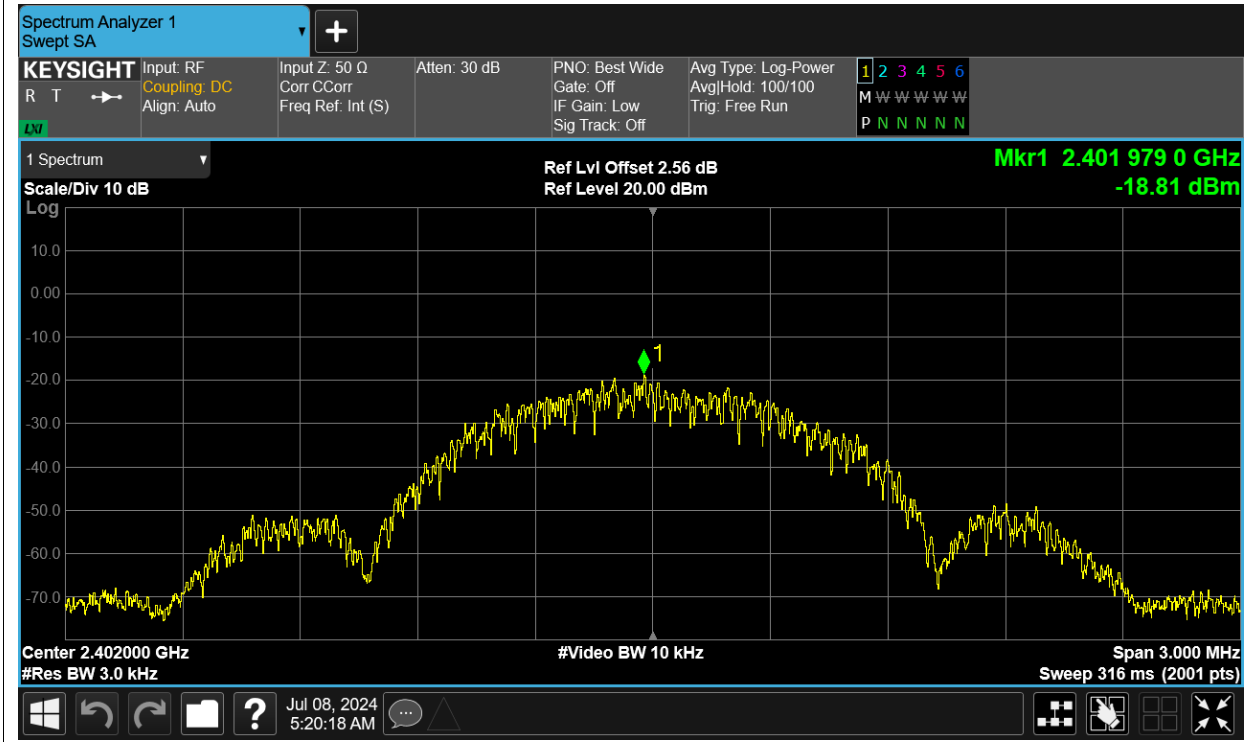 Spectrum Analyzer 1
Swept SA
KEYSIGHT
R T
LXI
Input: RF
Coupling: DC
Align: Auto
Input Z: 50 Ω
Corr CCorr
Freq Ref: Int (S)
Atten: 30 dB
PNO: Best Wide
Gate: Off
IF Gain: Low
Sig Track: Off
Avg Type: Log-Power
Avg|Hold: 100/100
Trig: Free Run
1 2 3 4 5 6
M W W W W W
P N N N N N
1 Spectrum
Scale/Div 10 dB
Ref Lvl Offset 2.56 dB
Ref Level 20.00 dBm
Mkr1 2.401 979 0 GHz
-18.81 dBm
Log
10.0
0.00
-10.0
1
-20.0
-30.0
-40.0
-50.0
-60.0
-70.0
Center 2.402000 GHz
#Video BW 10 kHz
Span 3.000 MHz
#Res BW 3.0 kHz
Sweep 316 ms (2001 pts)
?
Jul 08, 2024
5:20:18 AM